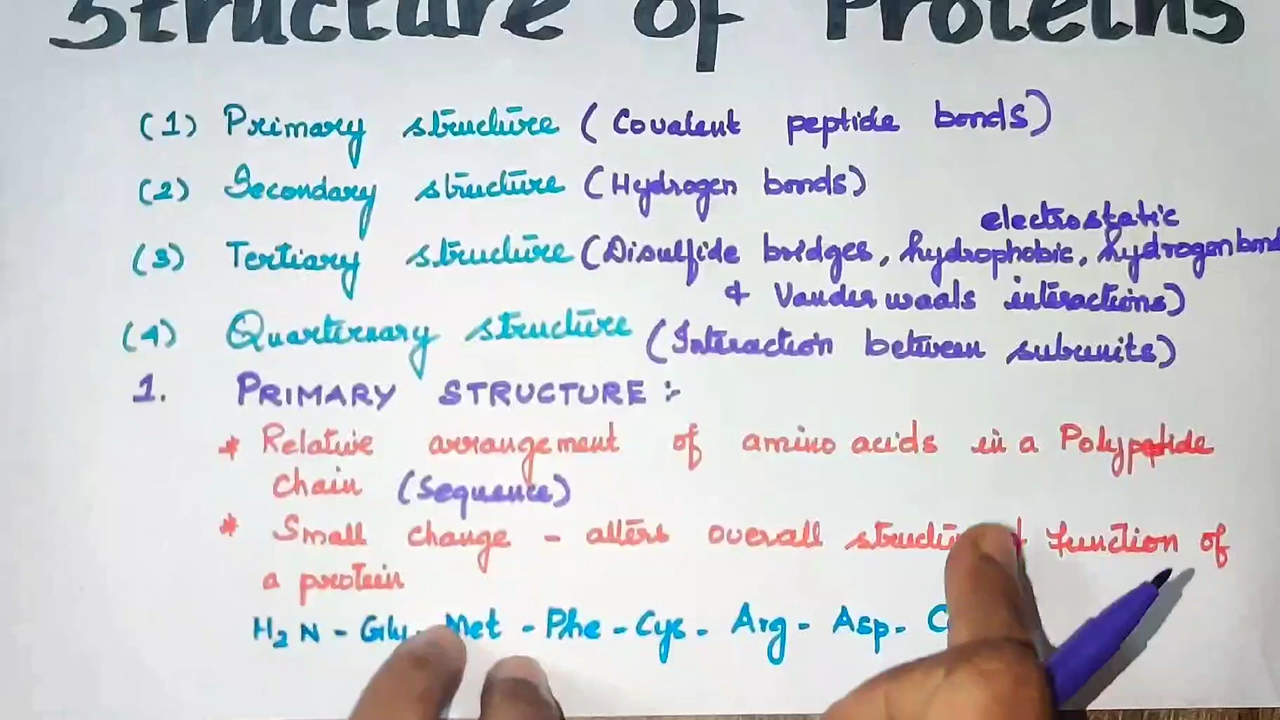 Structure of Proteins
(1) Primary structure (Covalent peptide bonds)
(2) Secondary structure (Hydrogen bonds)
electrostatic
(3) Tertiary structure (Disulfide bridges, hydrophobic, hydrogen bond
& Vander waals interactions)
(4) Quarternary structure (Interaction between subunits)
1. PRIMARY STRUCTURE :-
* Relative arrangement of amino acids in a Polypeptide
chain (Sequence)
* Small change - alters overall function of
a protein
H2N - Gly - Met - Phe - Cys - Arg - Asp - C